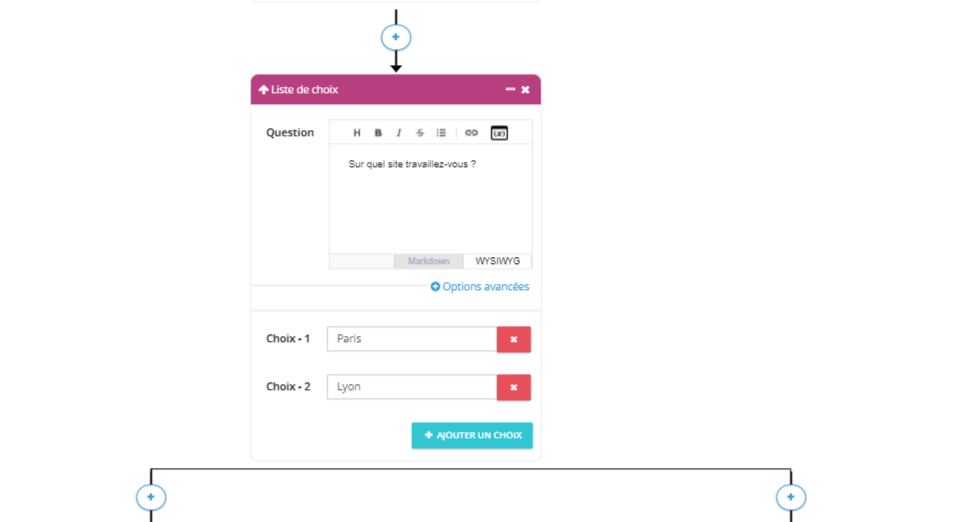 Liste de choix
Question
H B I S
Sur quel site travaillez-vous ?
Markdown WYSIWYG
Options avancées
Choix - 1 Paris
Choix - 2 Lyon
+ AJOUTER UN CHOIX